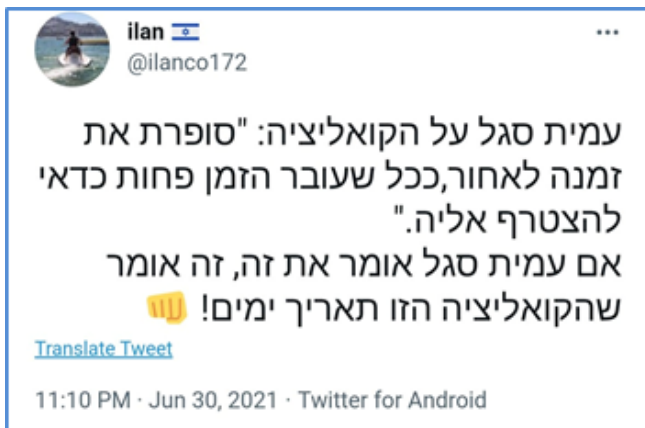 ilan 🇮🇱
@ilanco172
עמית סגל על הקואליציה: "סופרת את
זמנה לאחור,ככל שעובר הזמן פחות כדאי
להצטרף אליה."
אם עמית סגל אומר את זה, זה אומר
שהקואליציה הזו תאריך ימים! 👊
Translate Tweet
11:10 PM · Jun 30, 2021 · Twitter for Android